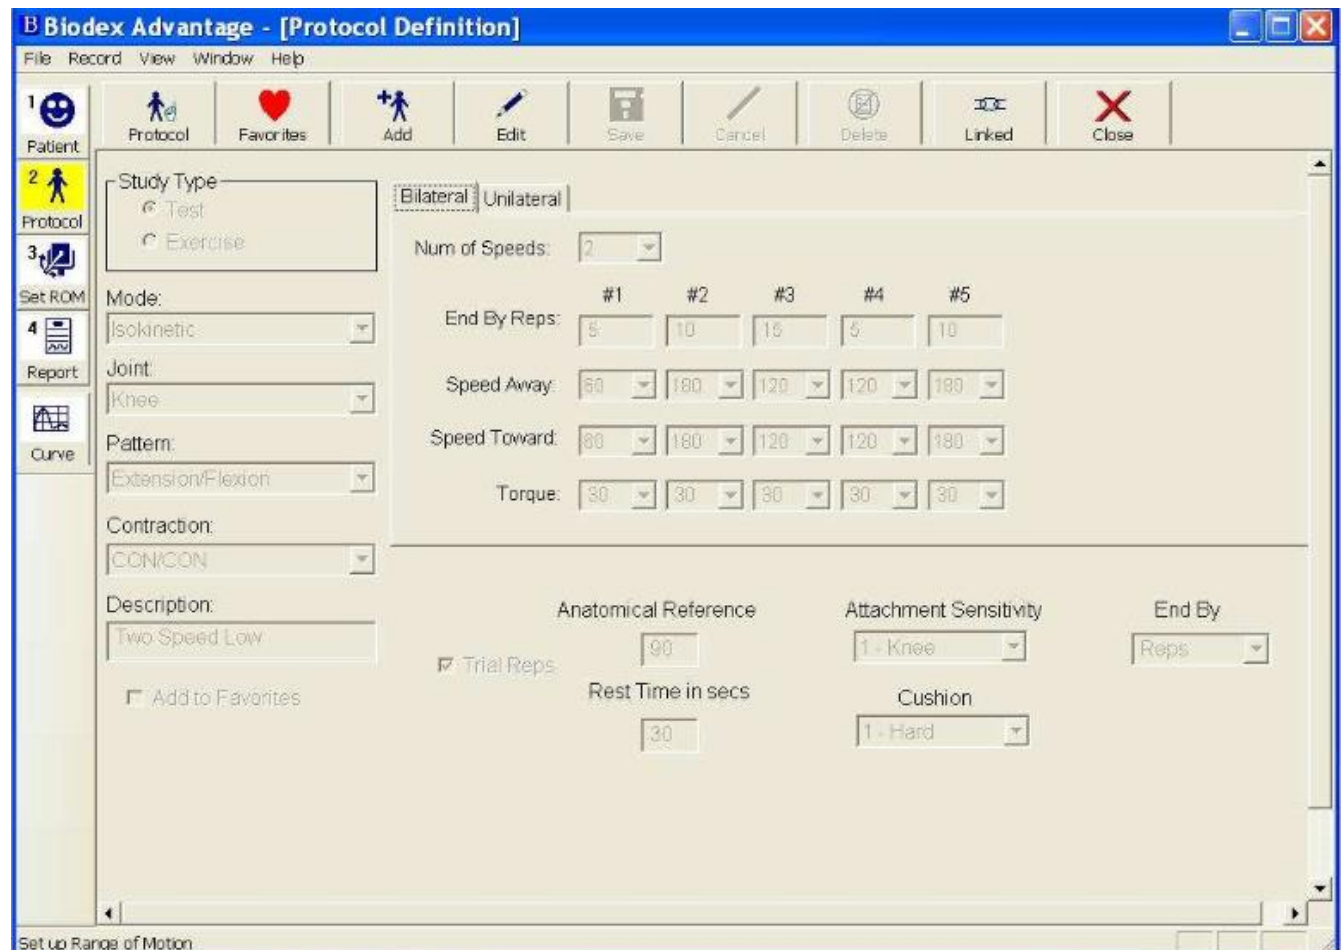 B Biodex Advantage - [Protocol Definition]
File Record View Window Help
Protocol Favorites Add Edit Save Cancel Delete Linked Close
1 Patient
2 Protocol
3 Set ROM
4 Report
Curve
Study Type
Test
Exercise
Mode:
Isokinetic
Joint:
Knee
Pattern:
Extension/Flexion
Contraction:
CON/CON
Description:
Two Speed Low
Add to Favorites
Bilateral Unilateral
Num of Speeds: 2
#1 #2 #3 #4 #5
End By Reps: 5 10 15 5 10
Speed Away: 60 180 120 120 180
Speed Toward: 60 180 120 120 180
Torque: 30 30 30 30 30
Trial Reps
Anatomical Reference
90
Rest Time in secs
30
Attachment Sensitivity
1 - Knee
Cushion
1 - Hard
End By
Reps
Set up Range of Motion